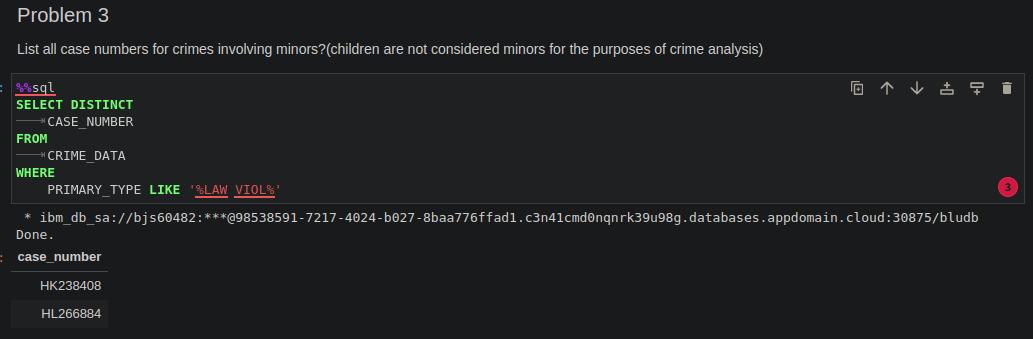 Problem 3
List all case numbers for crimes involving minors?(children are not considered minors for the purposes of crime analysis)
%%sql
SELECT DISTINCT
CASE_NUMBER
FROM
CRIME_DATA
WHERE
PRIMARY_TYPE LIKE '%LAW VIOL%'
3
* ibm_db_sa://bjs60482:***@98538591-7217-4024-b027-8baa776ffad1.c3n41cmd0nqnrk39u98g.databases.appdomain.cloud:30875/bludb
Done.
case_number
HK238408
HL266884